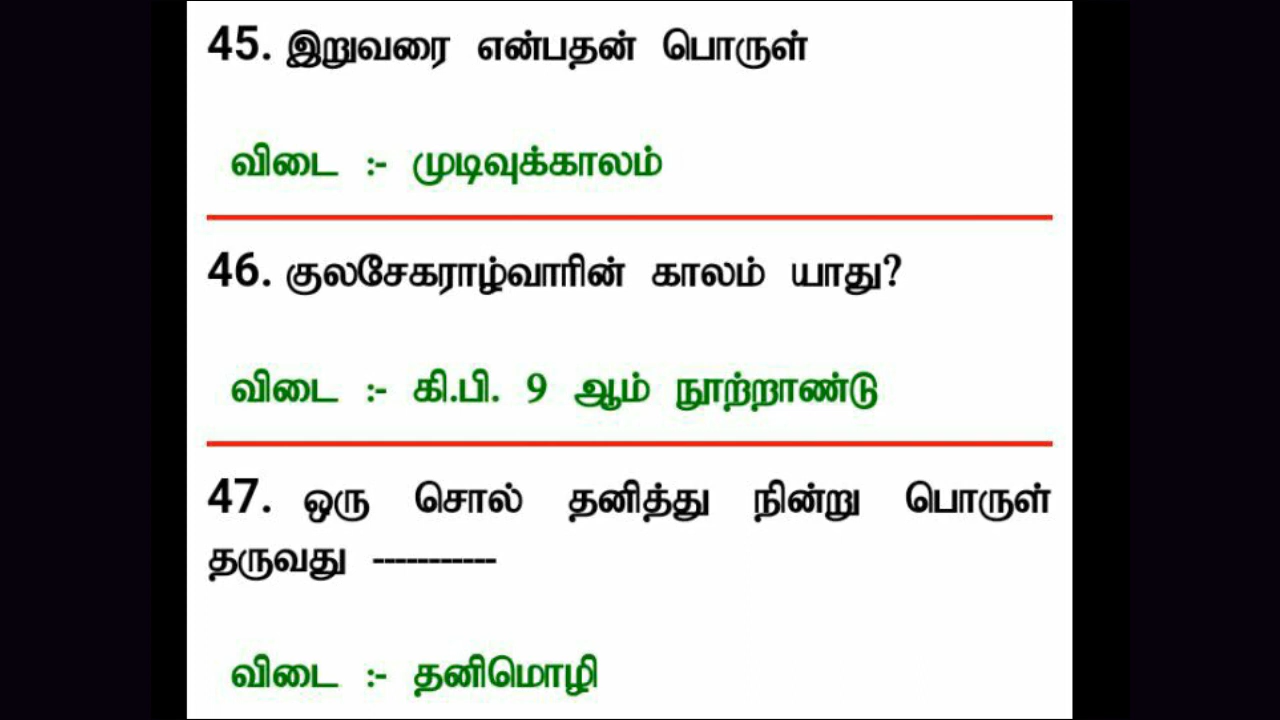 45. இறுவரை என்பதன் பொருள்
விடை :- முடிவுக்காலம்
46. குலசேகராழ்வாரின் காலம் யாது?
விடை :- கி.பி. 9 ஆம் நூற்றாண்டு
47. ஒரு சொல் தனித்து நின்று பொருள்
தருவது -----------
விடை :- தனிமொழி